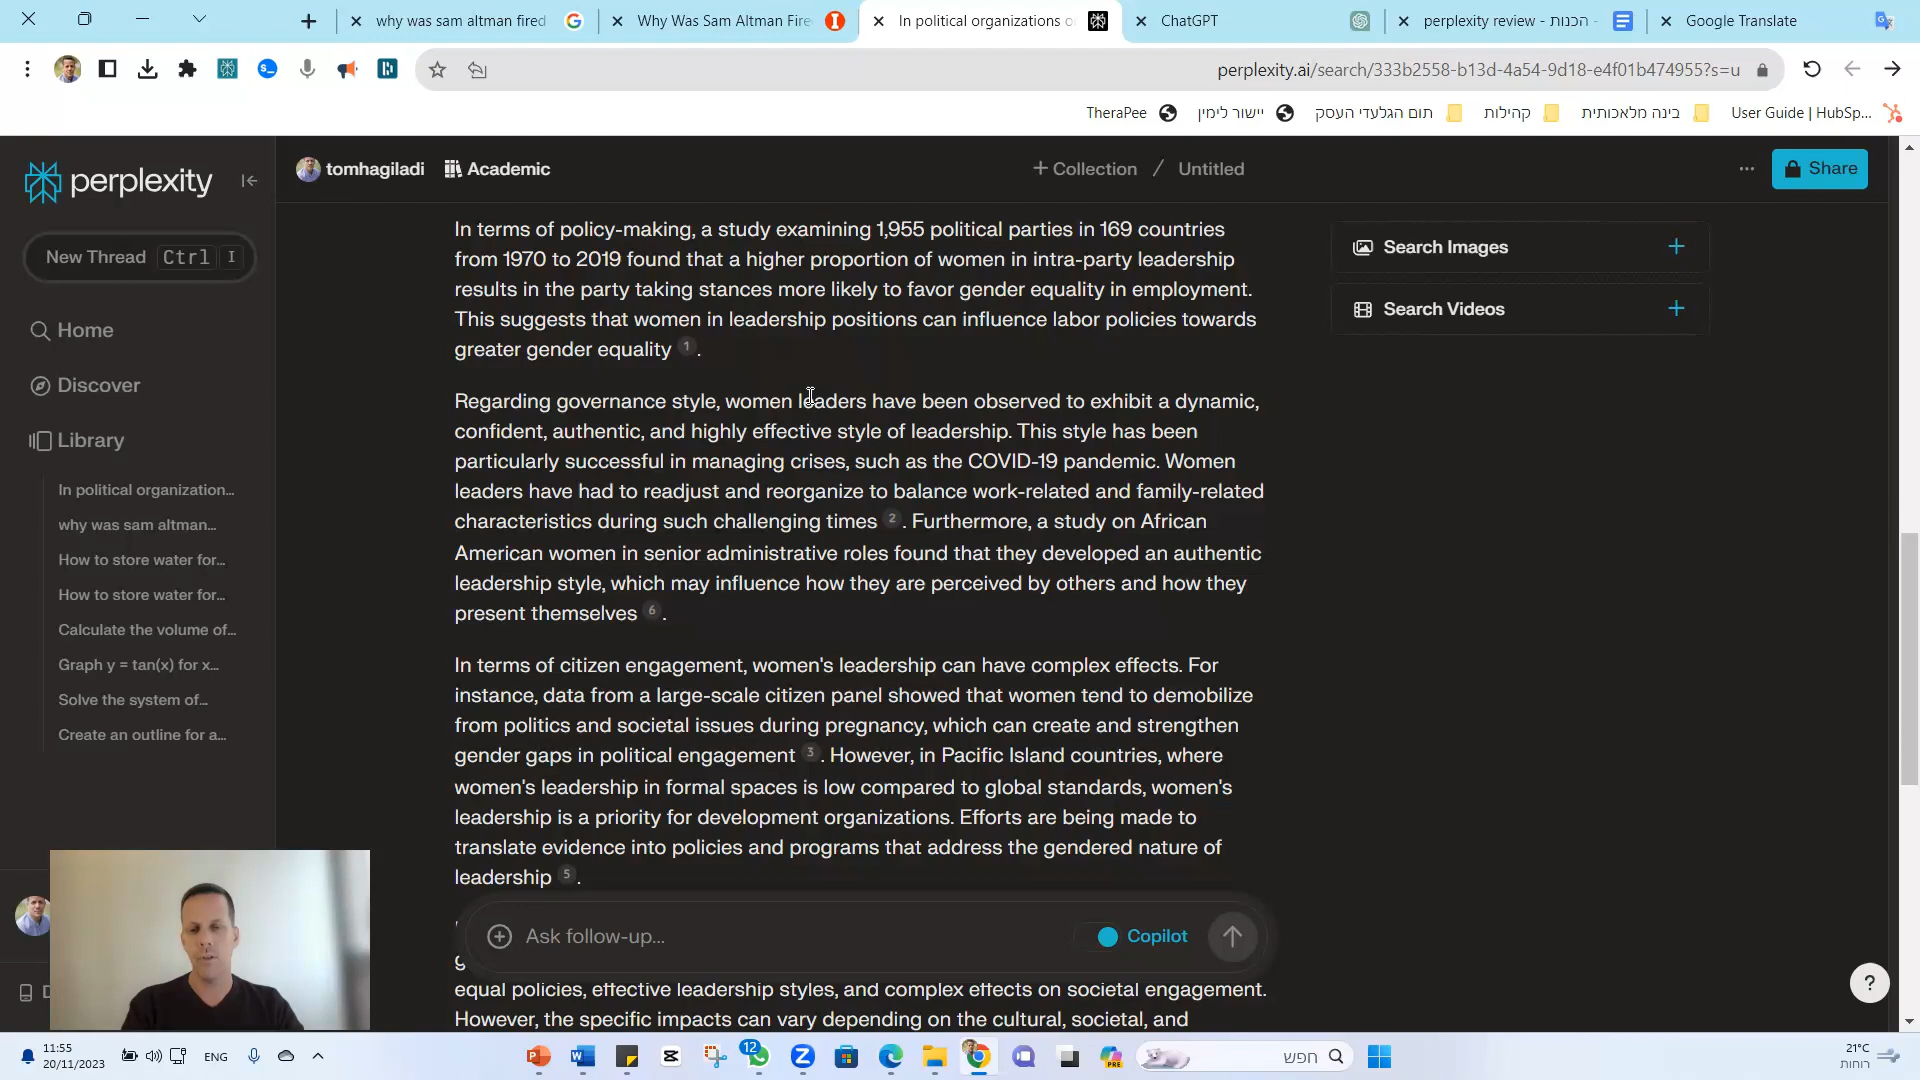 why was sam altman fired
Why Was Sam Altman Fire
In political organizations o
ChatGPT
perplexity review - הכנות -
Google Translate
perplexity.ai/search/333b2558-b13d-4a54-9d18-e4f01b474955?s=u
TheraPee
יישור לימין
תום הגלעדי העסק
קהילות
בינה מלאכותית
User Guide | HubSp...
perplexity
tomhagiladi
Academic
+ Collection / Untitled
...
Share
New Thread Ctrl I
Home
Discover
Library
In political organization...
why was sam altman...
How to store water for...
How to store water for...
Calculate the volume of...
Graph y = tan(x) for x...
Solve the system of...
Create an outline for a...
In terms of policy-making, a study examining 1,955 political parties in 169 countries
from 1970 to 2019 found that a higher proportion of women in intra-party leadership
results in the party taking stances more likely to favor gender equality in employment.
This suggests that women in leadership positions can influence labor policies towards
greater gender equality 1.
Regarding governance style, women leaders have been observed to exhibit a dynamic,
confident, authentic, and highly effective style of leadership. This style has been
particularly successful in managing crises, such as the COVID-19 pandemic. Women
leaders have had to readjust and reorganize to balance work-related and family-related
characteristics during such challenging times 2. Furthermore, a study on African
American women in senior administrative roles found that they developed an authentic
leadership style, which may influence how they are perceived by others and how they
present themselves 6.
In terms of citizen engagement, women's leadership can have complex effects. For
instance, data from a large-scale citizen panel showed that women tend to demobilize
from politics and societal issues during pregnancy, which can create and strengthen
gender gaps in political engagement 3. However, in Pacific Island countries, where
women's leadership in formal spaces is low compared to global standards, women's
leadership is a priority for development organizations. Efforts are being made to
translate evidence into policies and programs that address the gendered nature of
leadership 5.
Ask follow-up...
Copilot
equal policies, effective leadership styles, and complex effects on societal engagement.
However, the specific impacts can vary depending on the cultural, societal, and
Search Images +
Search Videos +
?
11:55
20/11/2023
ENG
12
PRE
חפש
21°C
רוחות